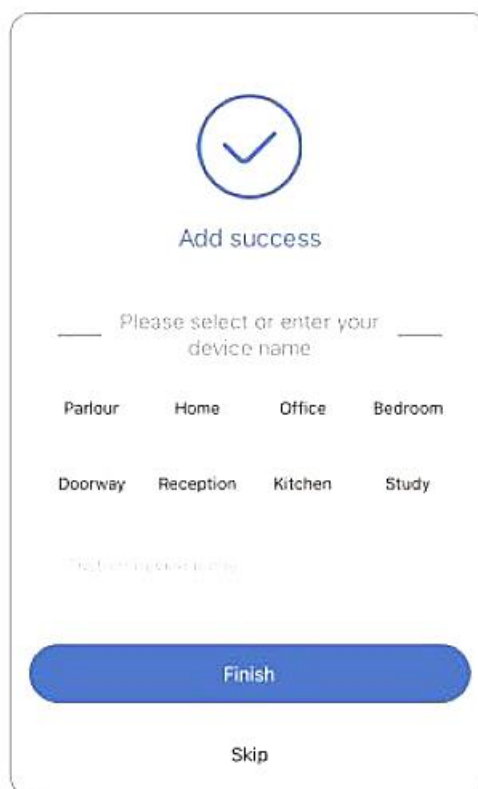 Add success
Please select or enter your
device name
Parlour Home Office Bedroom
Doorway Reception Kitchen Study
Finish
Skip